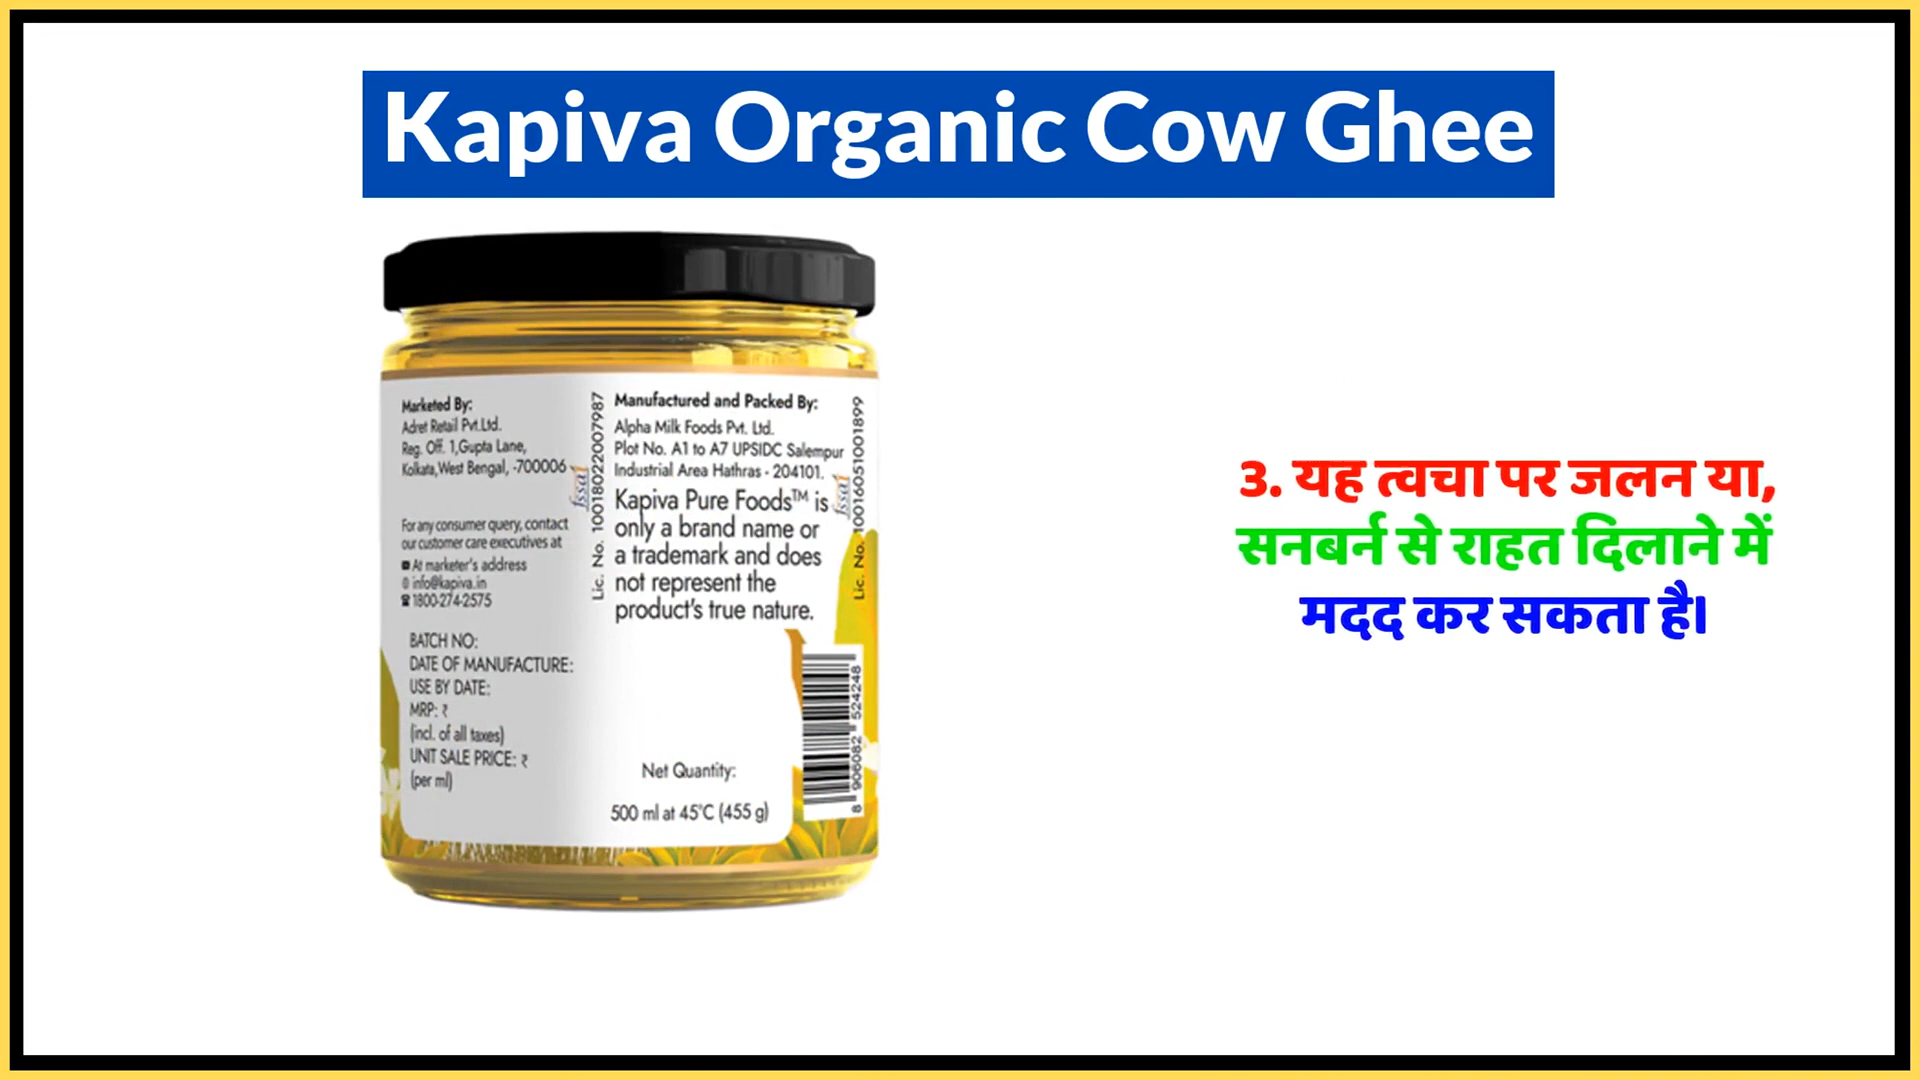 Kapiva Organic Cow Ghee
Marketed By:
Adret Retail Pvt.Ltd.
Reg. Off. 1,Gupta Lane,
Kolkata,West Bengal, -700006
fssai
Lic. No. 10018022007987
For any consumer query, contact
our customer care executives at
At marketer's address
info@kapiva.in
1800-274-2575
BATCH NO:
DATE OF MANUFACTURE:
USE BY DATE:
MRP: ₹
(incl. of all taxes)
UNIT SALE PRICE: ₹
(per ml)
Manufactured and Packed By:
Alpha Milk Foods Pvt. Ltd.
Plot No. A1 to A7 UPSIDC Salempur
Industrial Area Hathras - 204101.
fssai
Lic. No. 10016051001899
Kapiva Pure Foods™ is
only a brand name or
a trademark and does
not represent the
product's true nature.
Net Quantity:
500 ml at 45°C (455 g)
8 906082 524248
3. यह त्वचा पर जलन या,
सनबर्न से राहत दिलाने में
मदद कर सकता है।